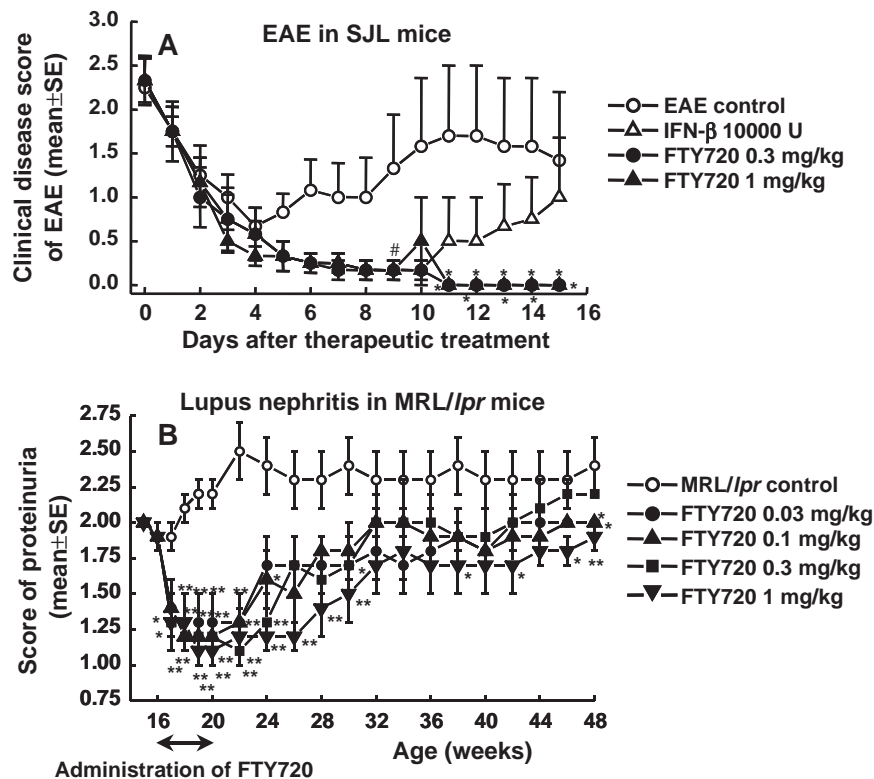 A
EAE in SJL mice
Clinical disease score
of EAE (mean±SE)
3.0
2.5
2.0
1.5
1.0
0.5
0.0
#
* * * * *
* * * * *
0 2 4 6 8 10 12 14 16
Days after therapeutic treatment
EAE control
IFN-β 10000 U
FTY720 0.3 mg/kg
FTY720 1 mg/kg
Lupus nephritis in MRL/lpr mice
B
Score of proteinuria
(mean±SE)
2.75
2.50
2.25
2.00
1.75
1.50
1.25
1.00
0.75
16 20 24 28 32 36 40 44 48
Age (weeks)
Administration of FTY720
MRL/lpr control
FTY720 0.03 mg/kg
FTY720 0.1 mg/kg
FTY720 0.3 mg/kg
FTY720 1 mg/kg